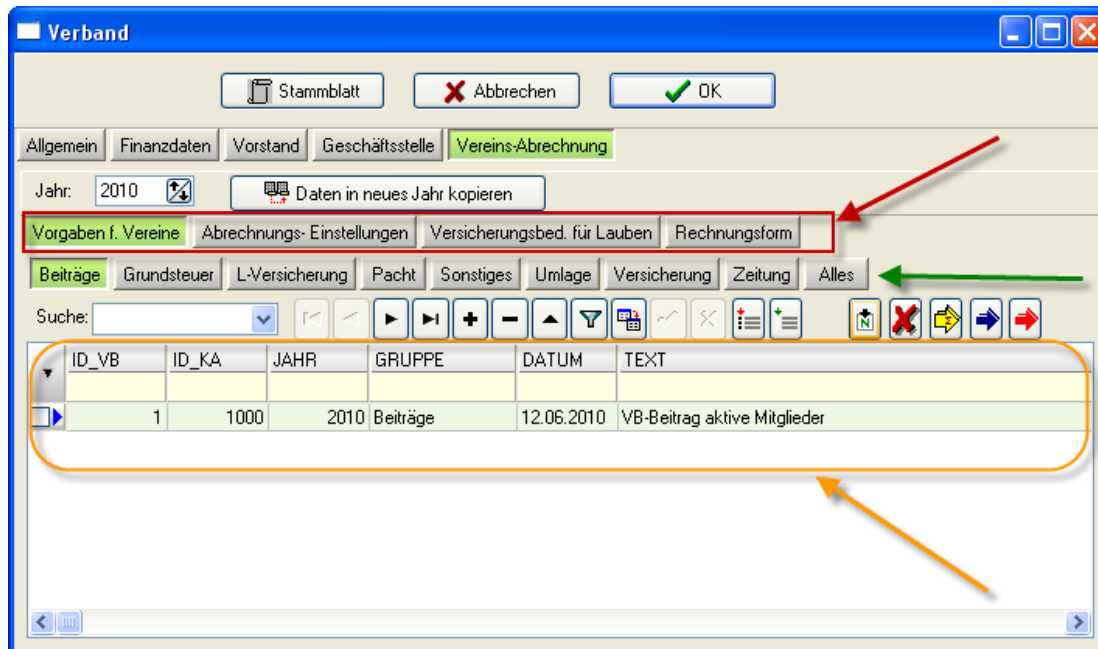 Verband
Stammblatt Abbrechen OK
Allgemein Finanzdaten Vorstand Geschäftsstelle Vereins-Abrechnung
Jahr: 2010 Daten in neues Jahr kopieren
Vorgaben f. Vereine Abrechnungs- Einstellungen Versicherungsbed. für Lauben Rechnungsform
Beiträge Grundsteuer L-Versicherung Pacht Sonstiges Umlage Versicherung Zeitung Alles
Suche: N Σ
ID_VB ID_KA JAHR GRUPPE DATUM TEXT
1 1000 2010 Beiträge 12.06.2010 VB-Beitrag aktive Mitglieder